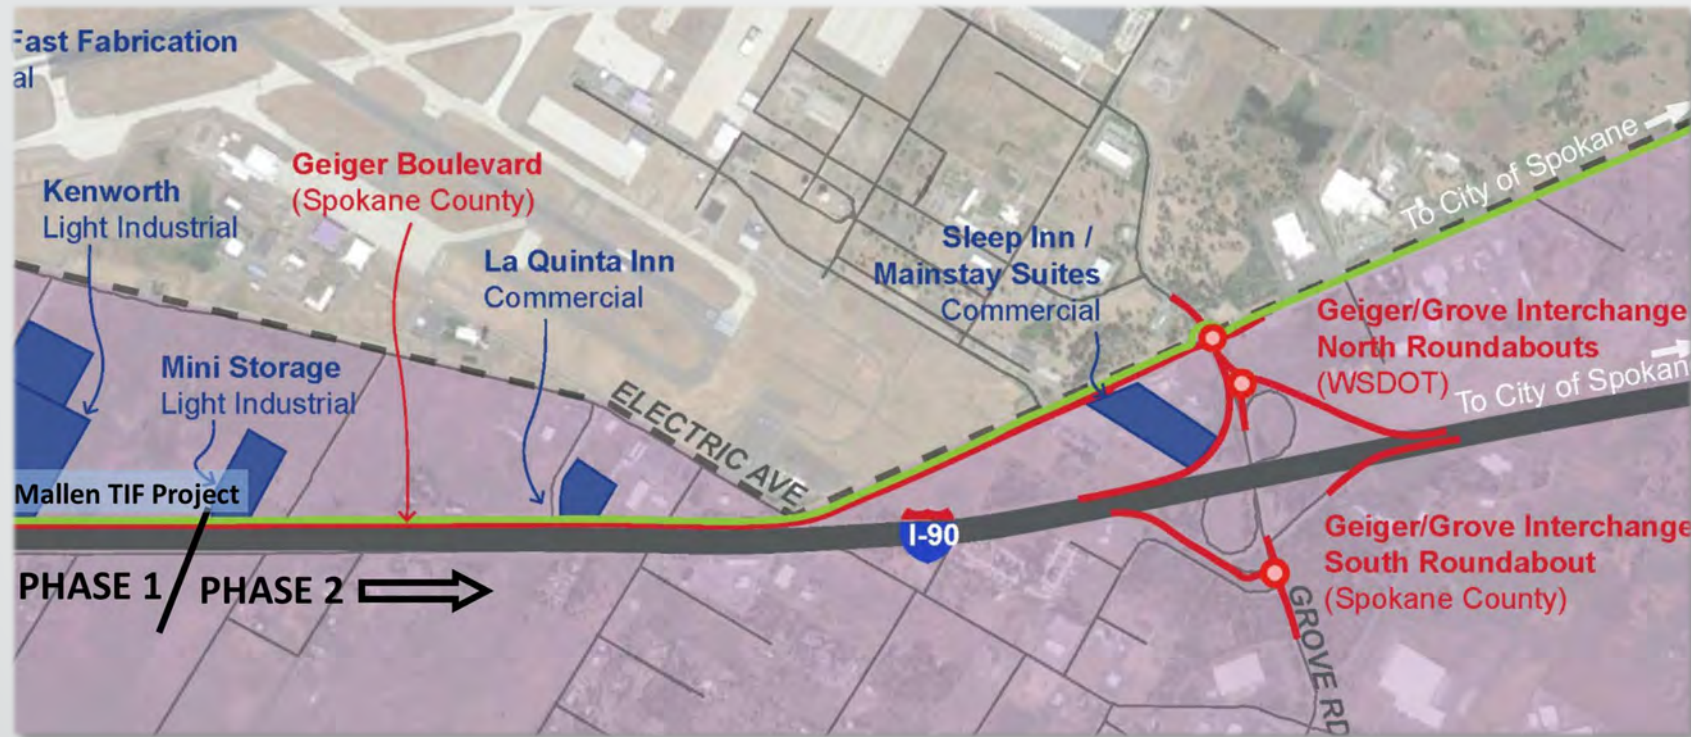 Fast Fabrication
al
Kenworth
Light Industrial
Geiger Boulevard
(Spokane County)
La Quinta Inn
Commercial
Sleep Inn /
Mainstay Suites
Commercial
To City of Spokane
Geiger/Grove Interchange
North Roundabouts
(WSDOT)
To City of Spokan
Mini Storage
Light Industrial
ELECTRIC AVE
Mallen TIF Project
I-90
Geiger/Grove Interchange
South Roundabout
(Spokane County)
PHASE 1
PHASE 2
GROVE RD